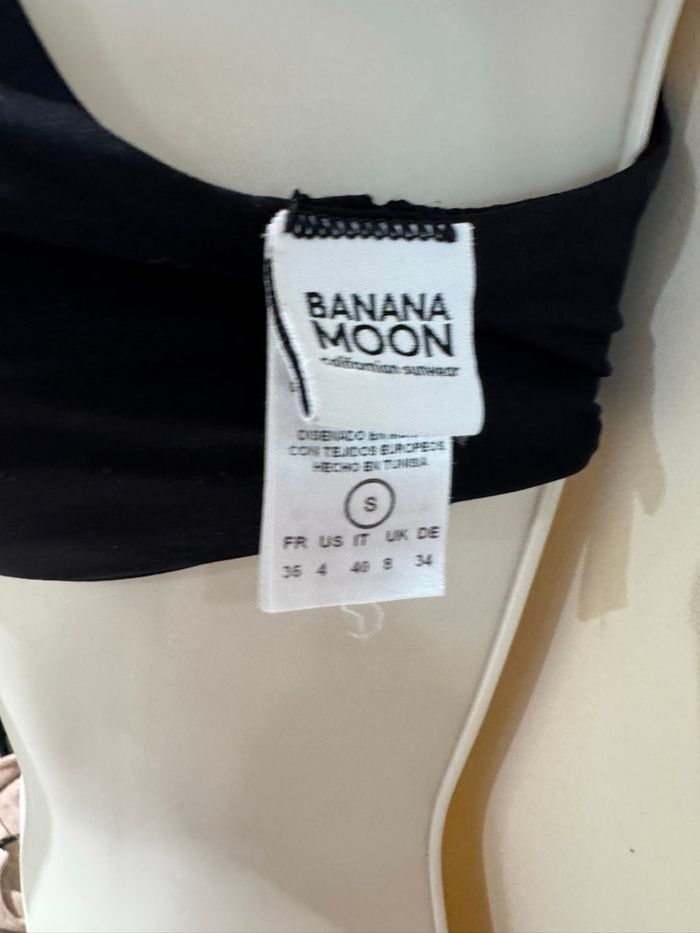 BANANA
MOON
californian sunwear
DISENADO EN
CON TEJIDOS EUROPEOS
HECHO EN TUNISIA
S
FR US IT UK DE
36 4 40 8 34